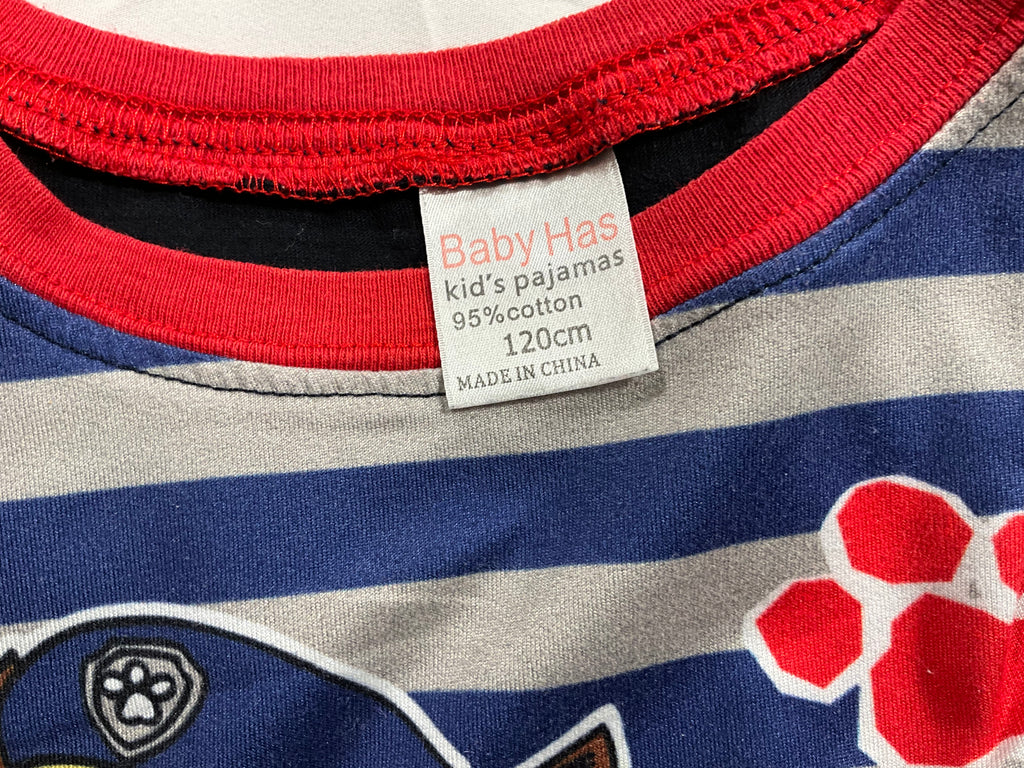 Baby Has
kid's pajamas
95%cotton
120cm
MADE IN CHINA